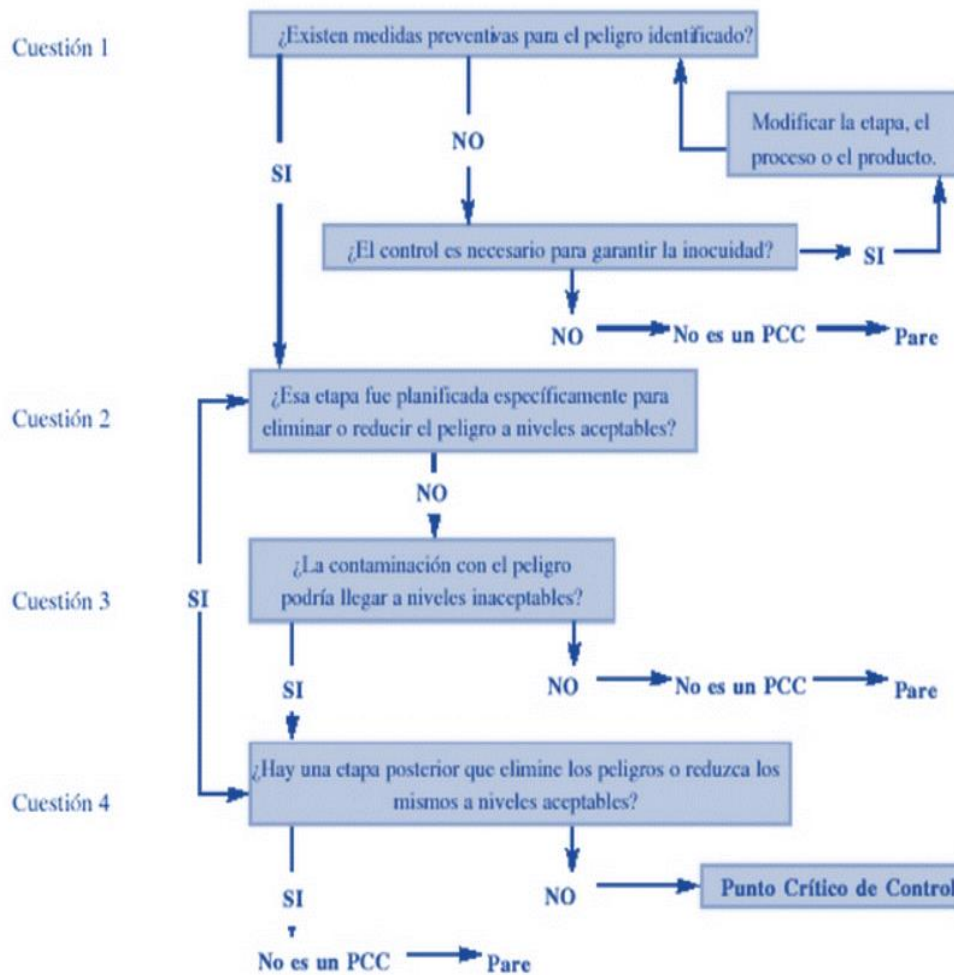 Cuestión 1
¿Existen medidas preventivas para el peligro identificado?
Modificar la etapa, el
proceso o el producto.
NO
SI
¿El control es necesario para garantir la inocuidad?
SI
NO
No es un PCC
Pare
Cuestión 2
¿Esa etapa fue planificada específicamente para
eliminar o reducir el peligro a niveles aceptables?
NO
Cuestión 3
SI
¿La contaminación con el peligro
podría llegar a niveles inaceptables?
SI
NO
No es un PCC
Pare
Cuestión 4
¿Hay una etapa posterior que elimine los peligros o reduzca los
mismos a niveles aceptables?
SI
NO
Punto Crítico de Control
No es un PCC
Pare